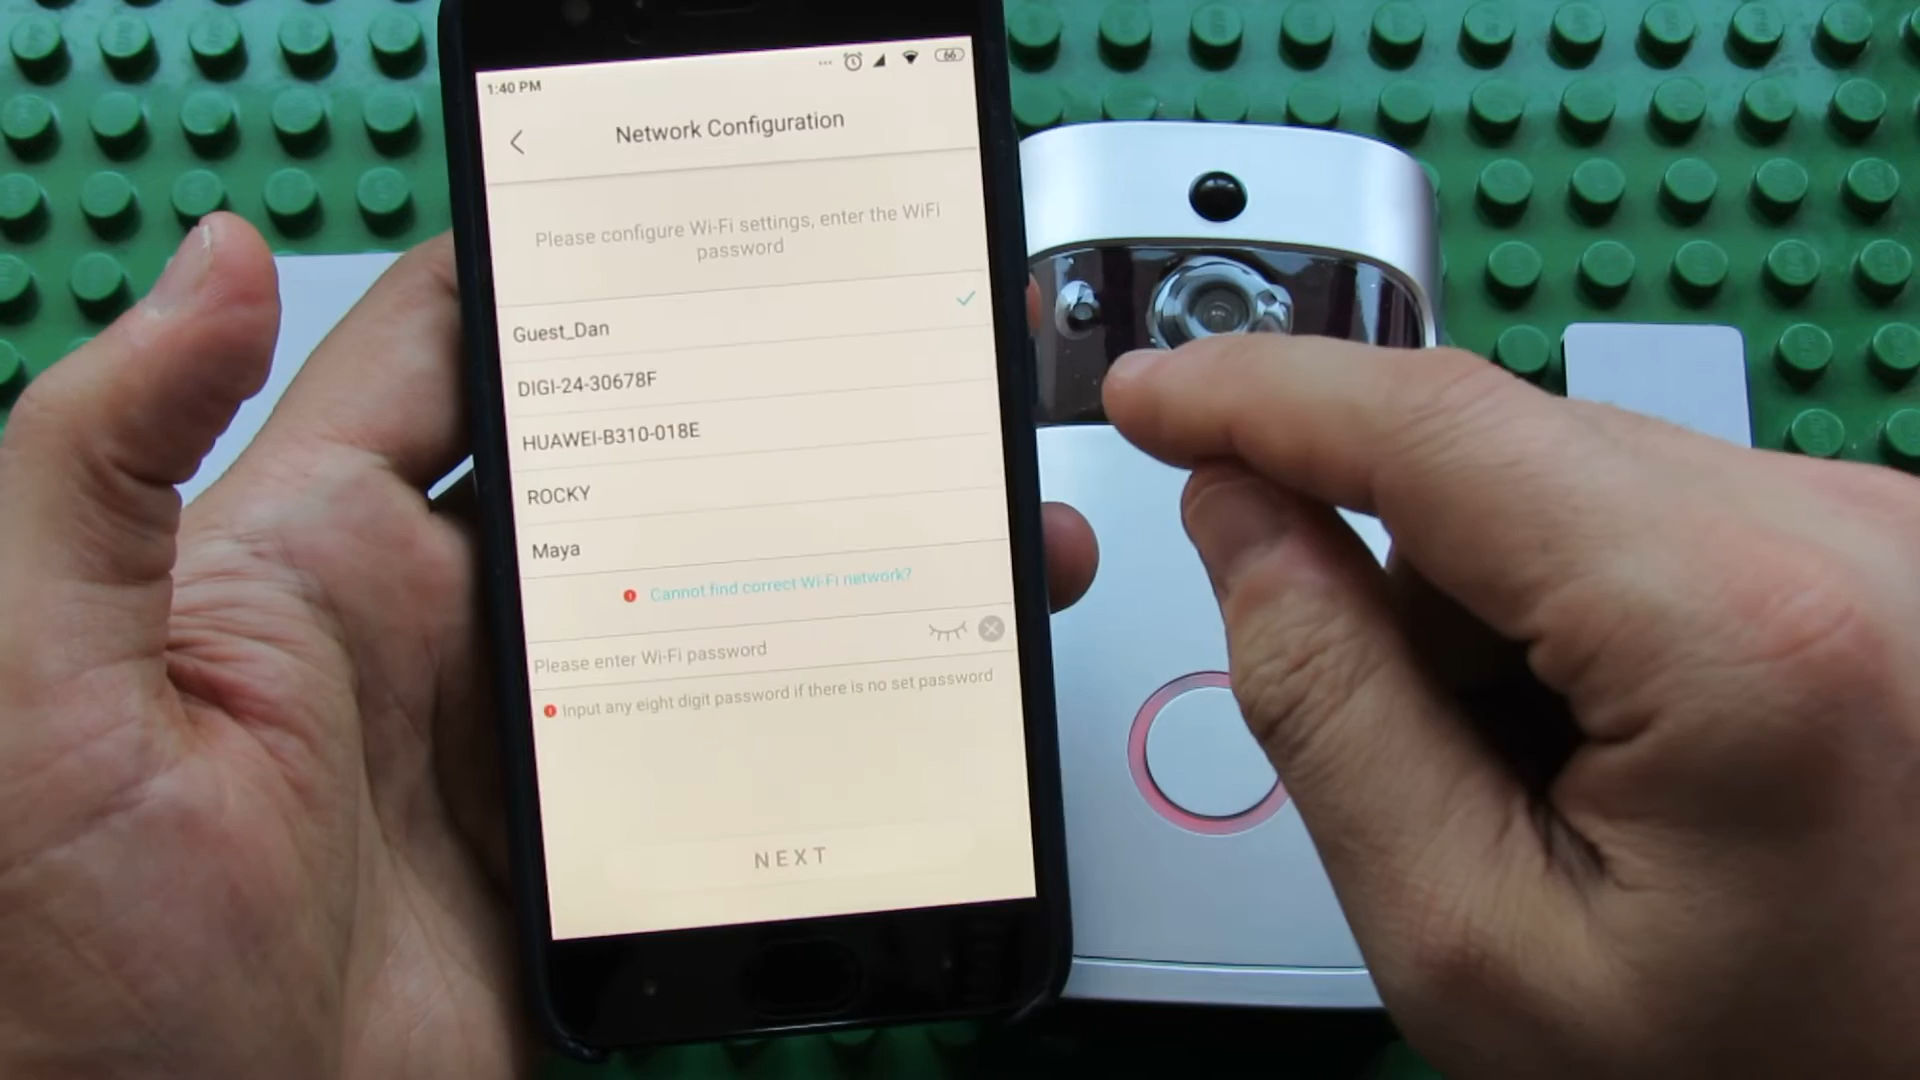 1:40 PM
66
Network Configuration
Please configure Wi-Fi settings, enter the WiFi
password
Guest_Dan
DIGI-24-30678F
HUAWEI-B310-018E
ROCKY
Maya
Cannot find correct Wi-Fi network?
Please enter Wi-Fi password
Input any eight digit password if there is no set password
NEXT